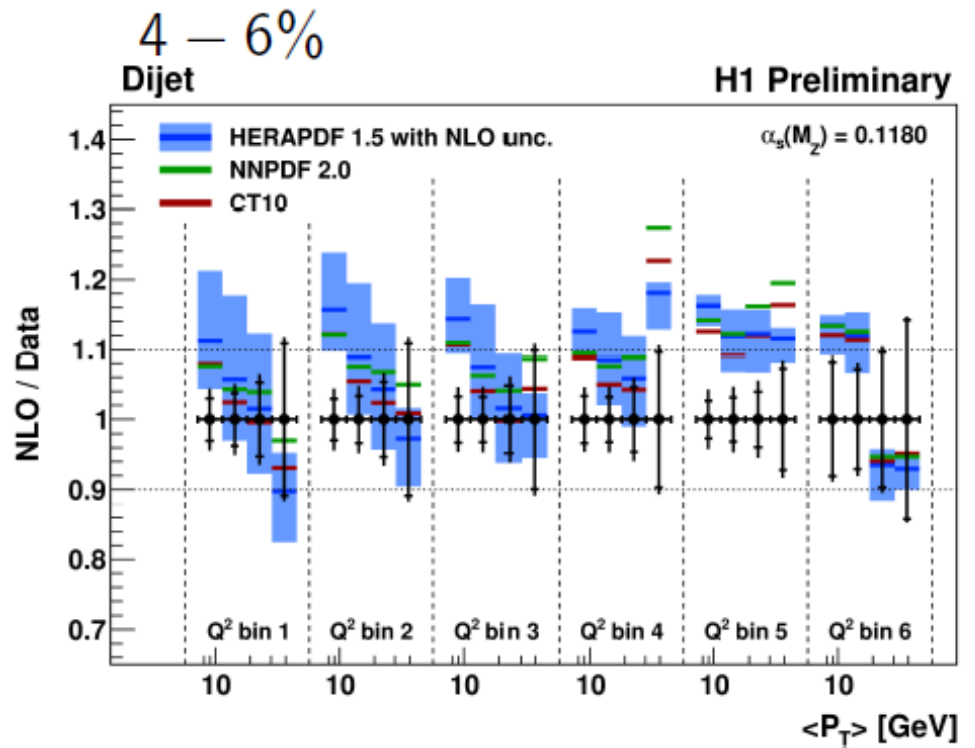 4 – 6%
Dijet H1 Preliminary
HERAPDF 1.5 with NLO unc. α_s(M_Z) = 0.1180
NNPDF 2.0
CT10
NLO / Data
1.4
1.3
1.2
1.1
1
0.9
0.8
0.7
Q² bin 1 Q² bin 2 Q² bin 3 Q² bin 4 Q² bin 5 Q² bin 6
10 10 10 10 10 10
<P_T> [GeV]